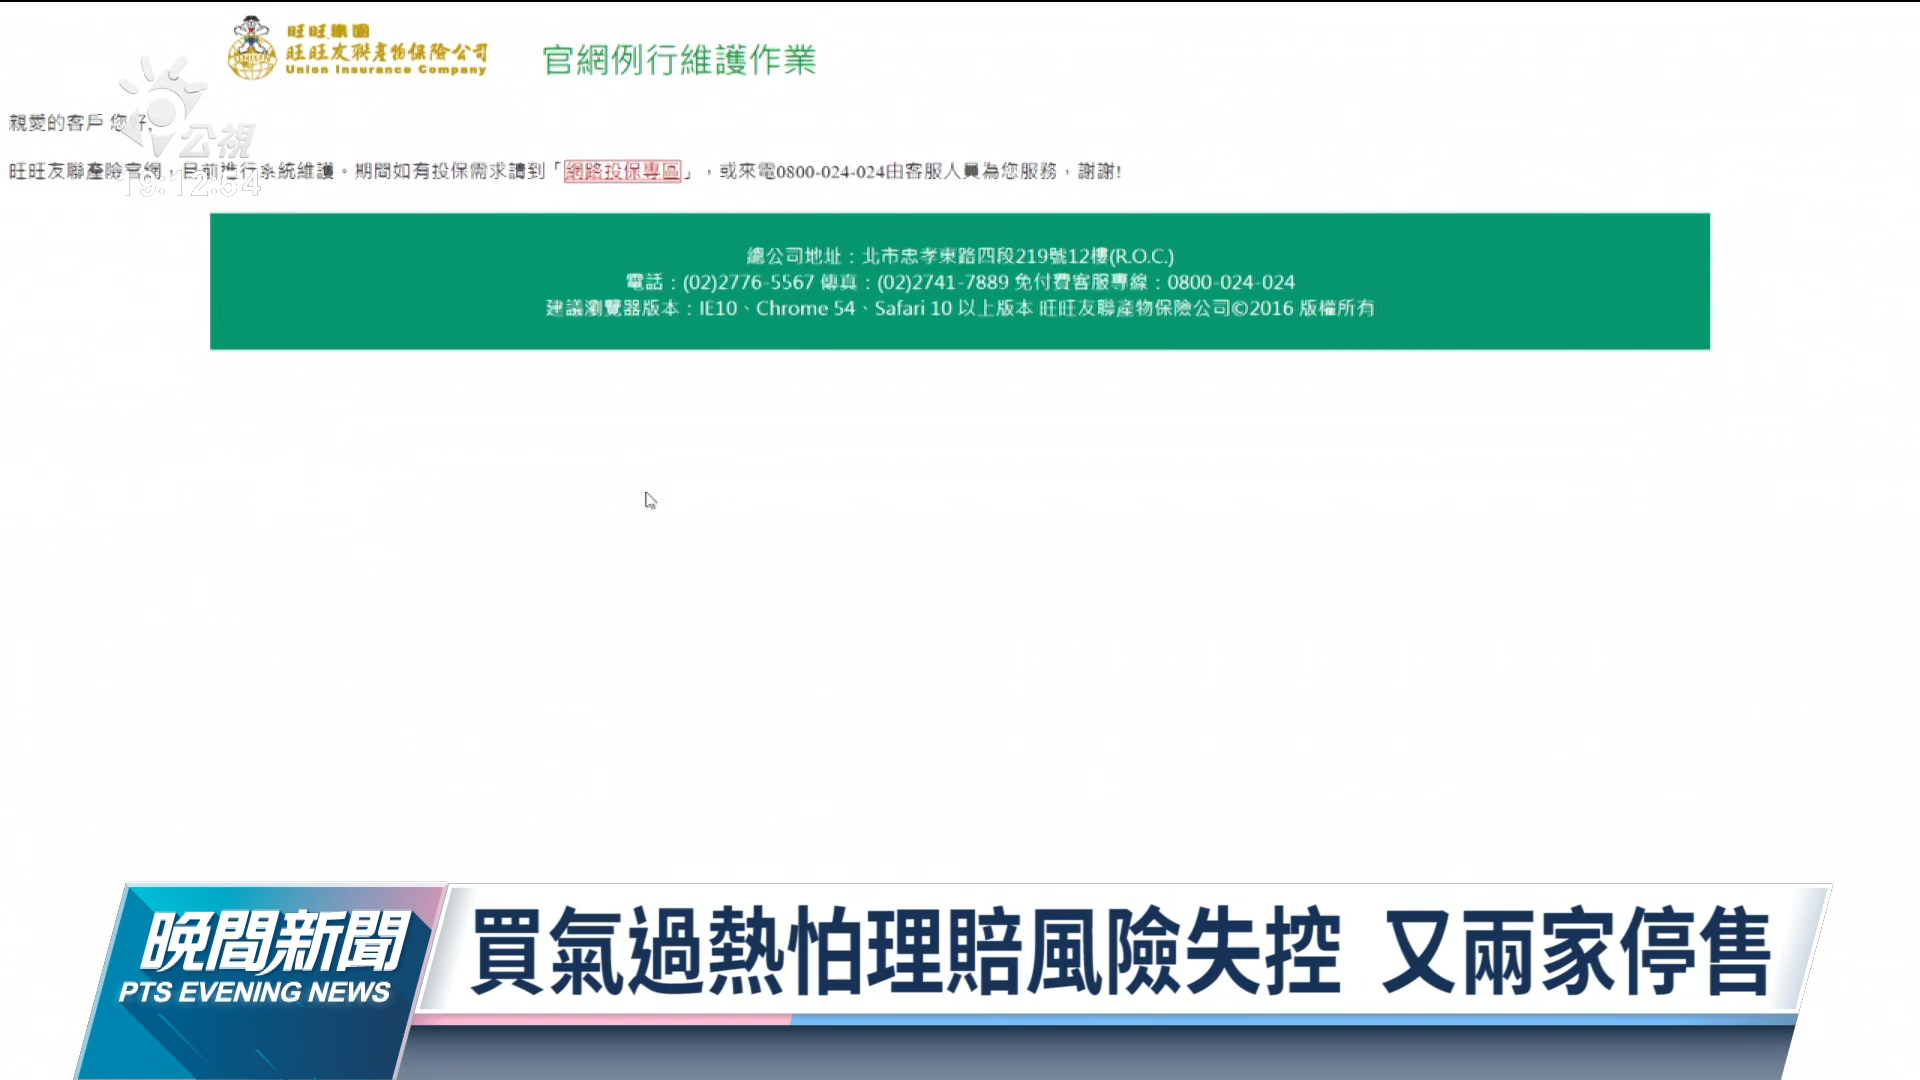 旺旺集團
旺旺友聯產物保險公司
Union Insurance Company
官網例行維護作業
親愛的客戶 您好,
公視
旺旺友聯產險官網，目前進行系統維護。期間如有投保需求請到「網路投保專區」，或來電0800-024-024由客服人員為您服務，謝謝!
19:12:54
總公司地址：北市忠孝東路四段219號12樓(R.O.C.)
電話：(02)2776-5567 傳真：(02)2741-7889 免付費客服專線：0800-024-024
建議瀏覽器版本：IE10、Chrome 54、Safari 10 以上版本 旺旺友聯產物保險公司©2016 版權所有
晚間新聞
PTS EVENING NEWS
買氣過熱怕理賠風險失控 又兩家停售